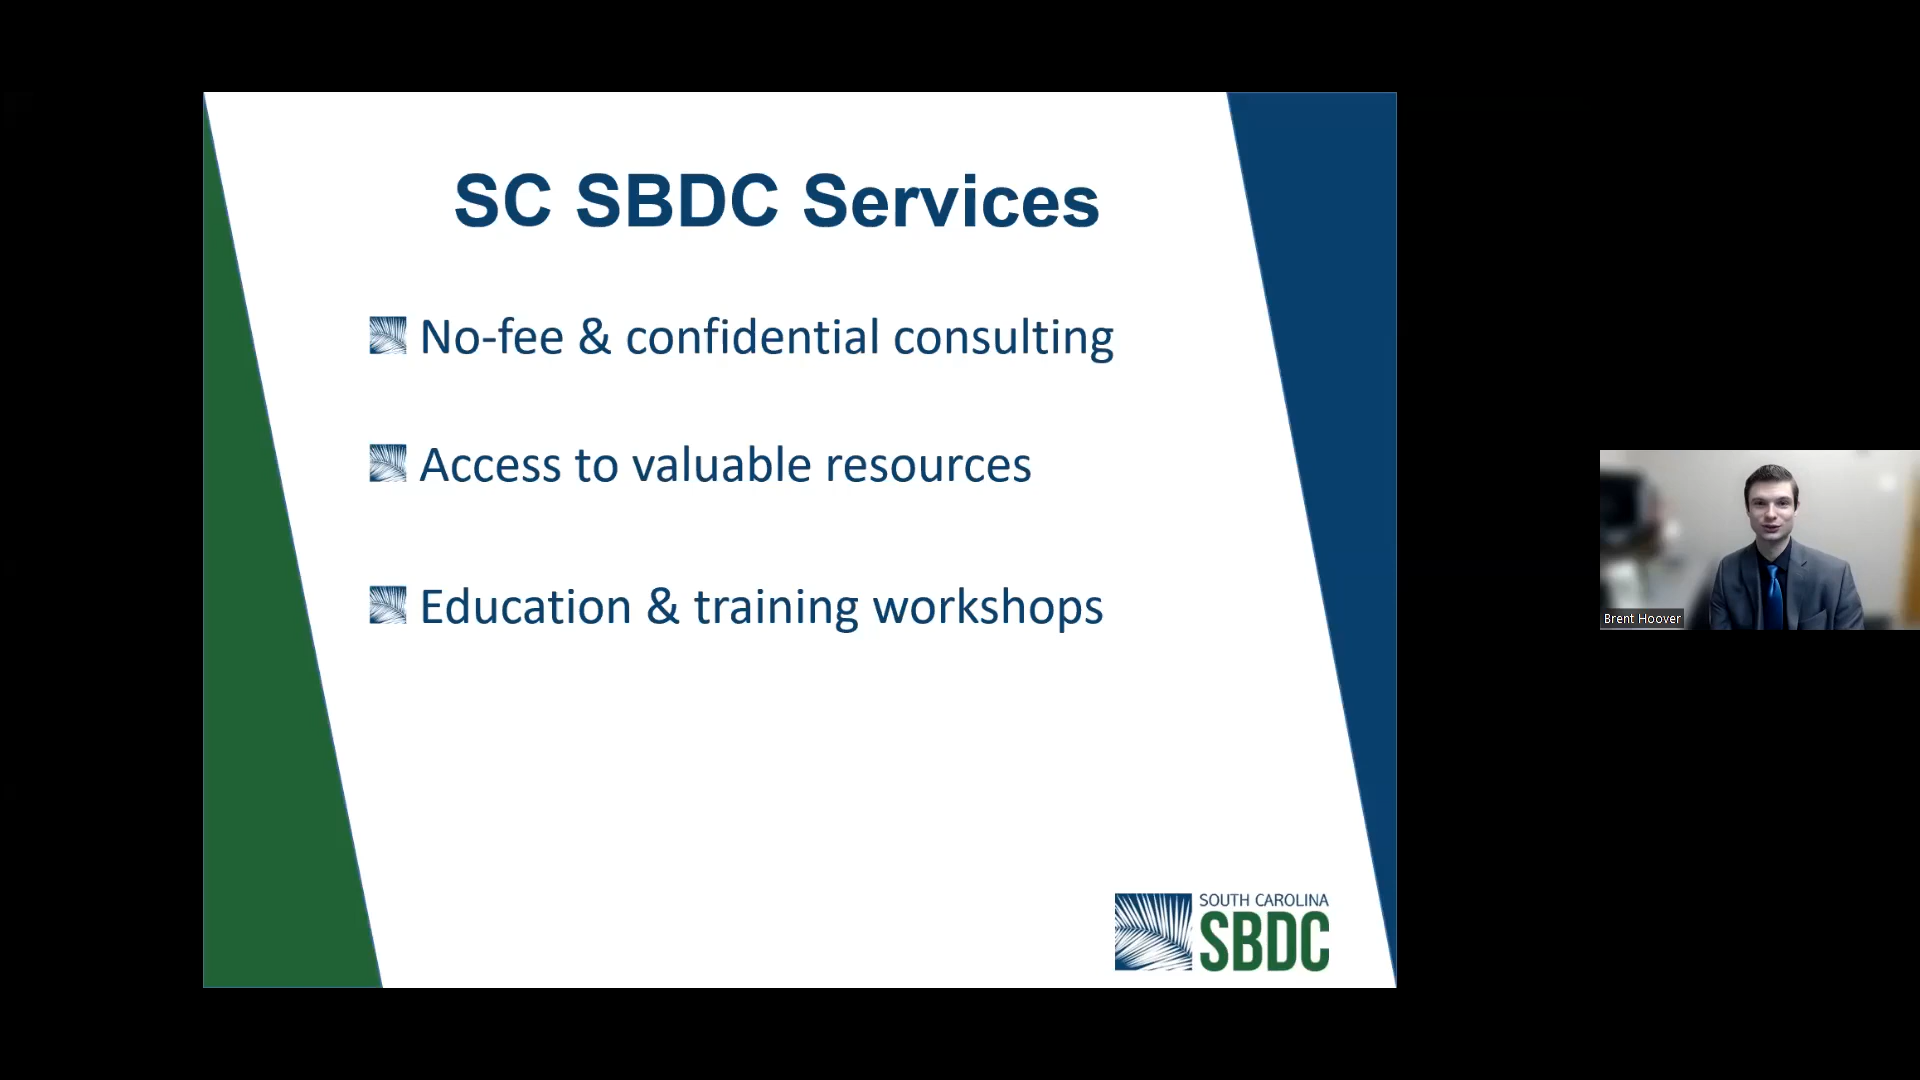 SC SBDC Services
No-fee & confidential consulting
Access to valuable resources
Education & training workshops
SOUTH CAROLINA
SBDC
Brent Hoover